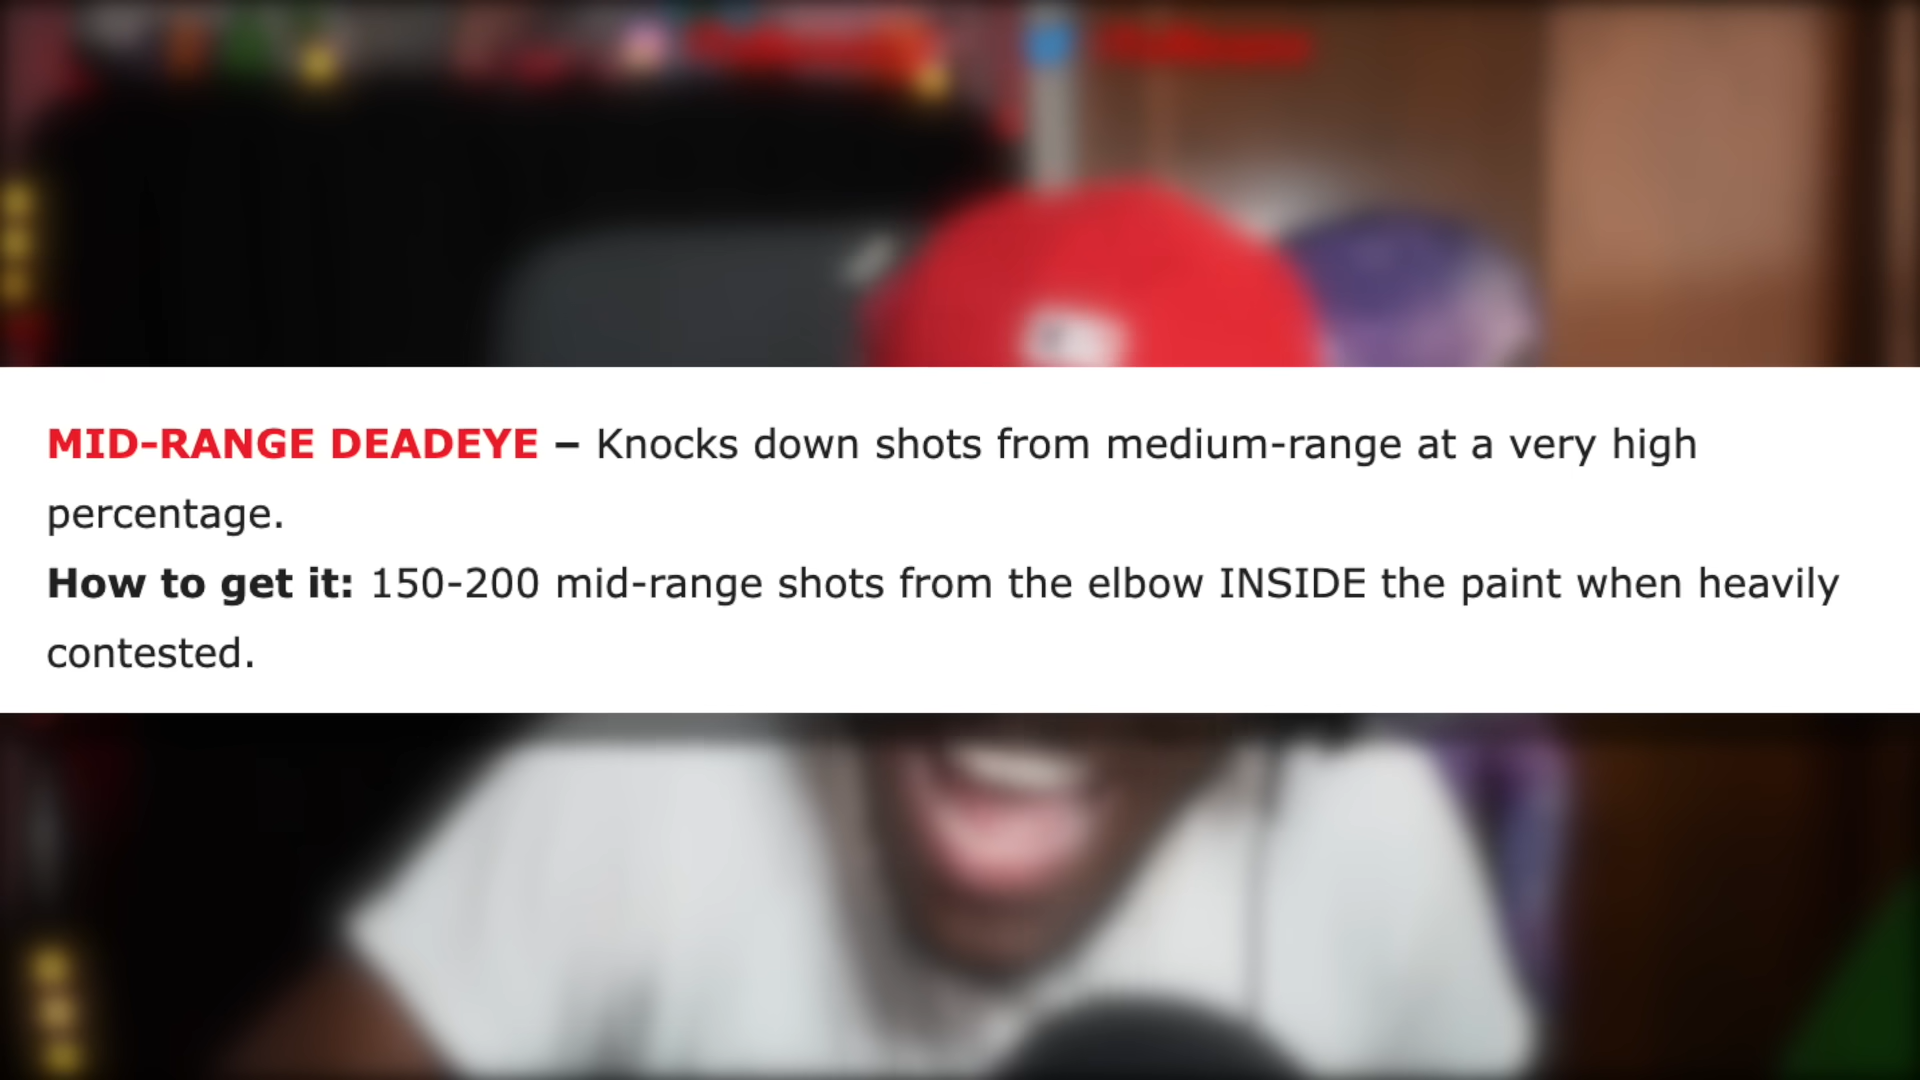 MID-RANGE DEADEYE – Knocks down shots from medium-range at a very high
percentage.
How to get it: 150-200 mid-range shots from the elbow INSIDE the paint when heavily
contested.